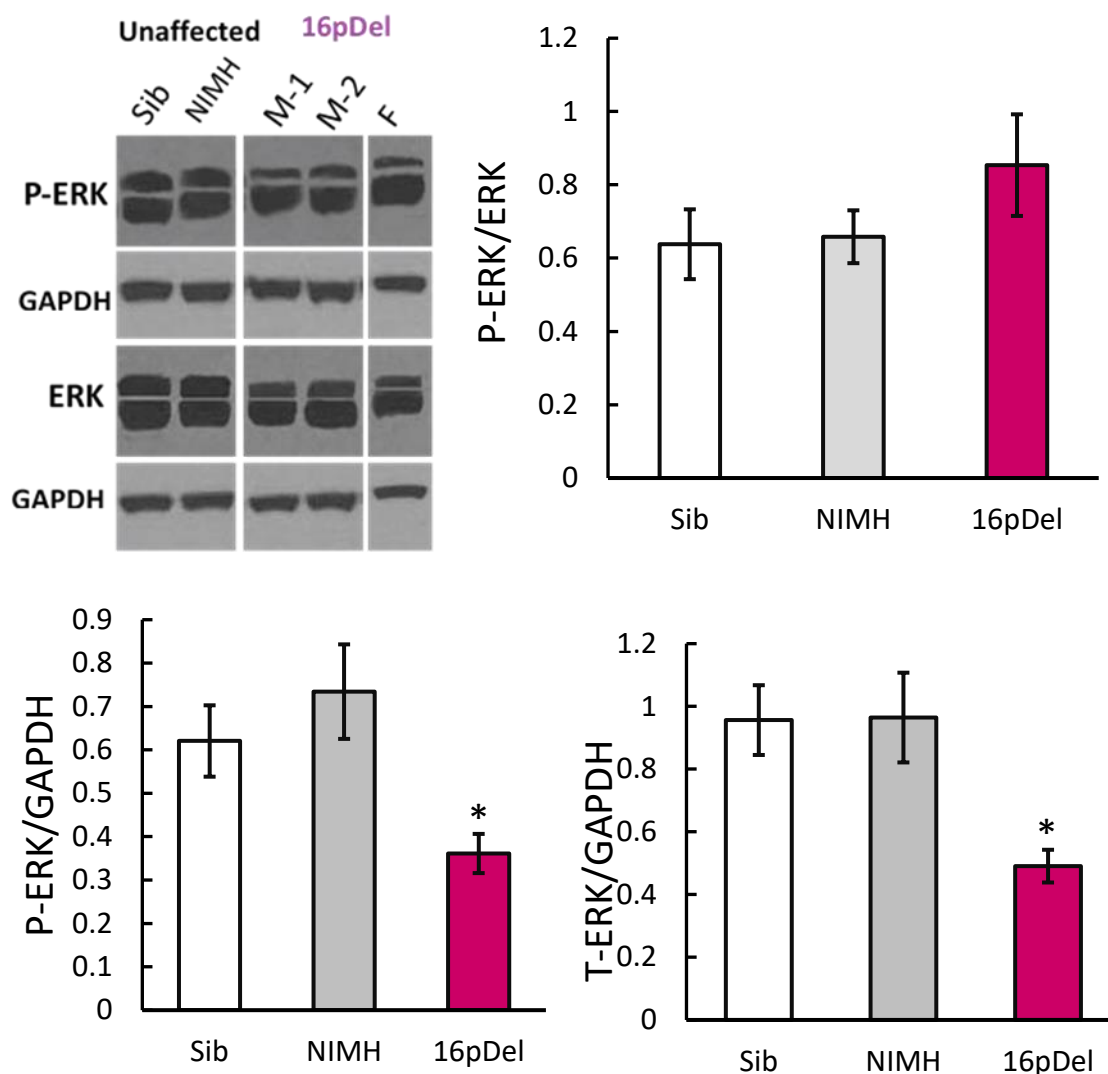 Unaffected 16pDel
Sib NIMH M-1 M-2 F
P-ERK
GAPDH
ERK
GAPDH
P-ERK/ERK
1.2
1
0.8
0.6
0.4
0.2
0
Sib NIMH 16pDel
P-ERK/GAPDH
0.9
0.8
0.7
0.6
0.5
0.4
0.3
0.2
0.1
0
*
Sib NIMH 16pDel
T-ERK/GAPDH
1.2
1
0.8
0.6
0.4
0.2
0
*
Sib NIMH 16pDel